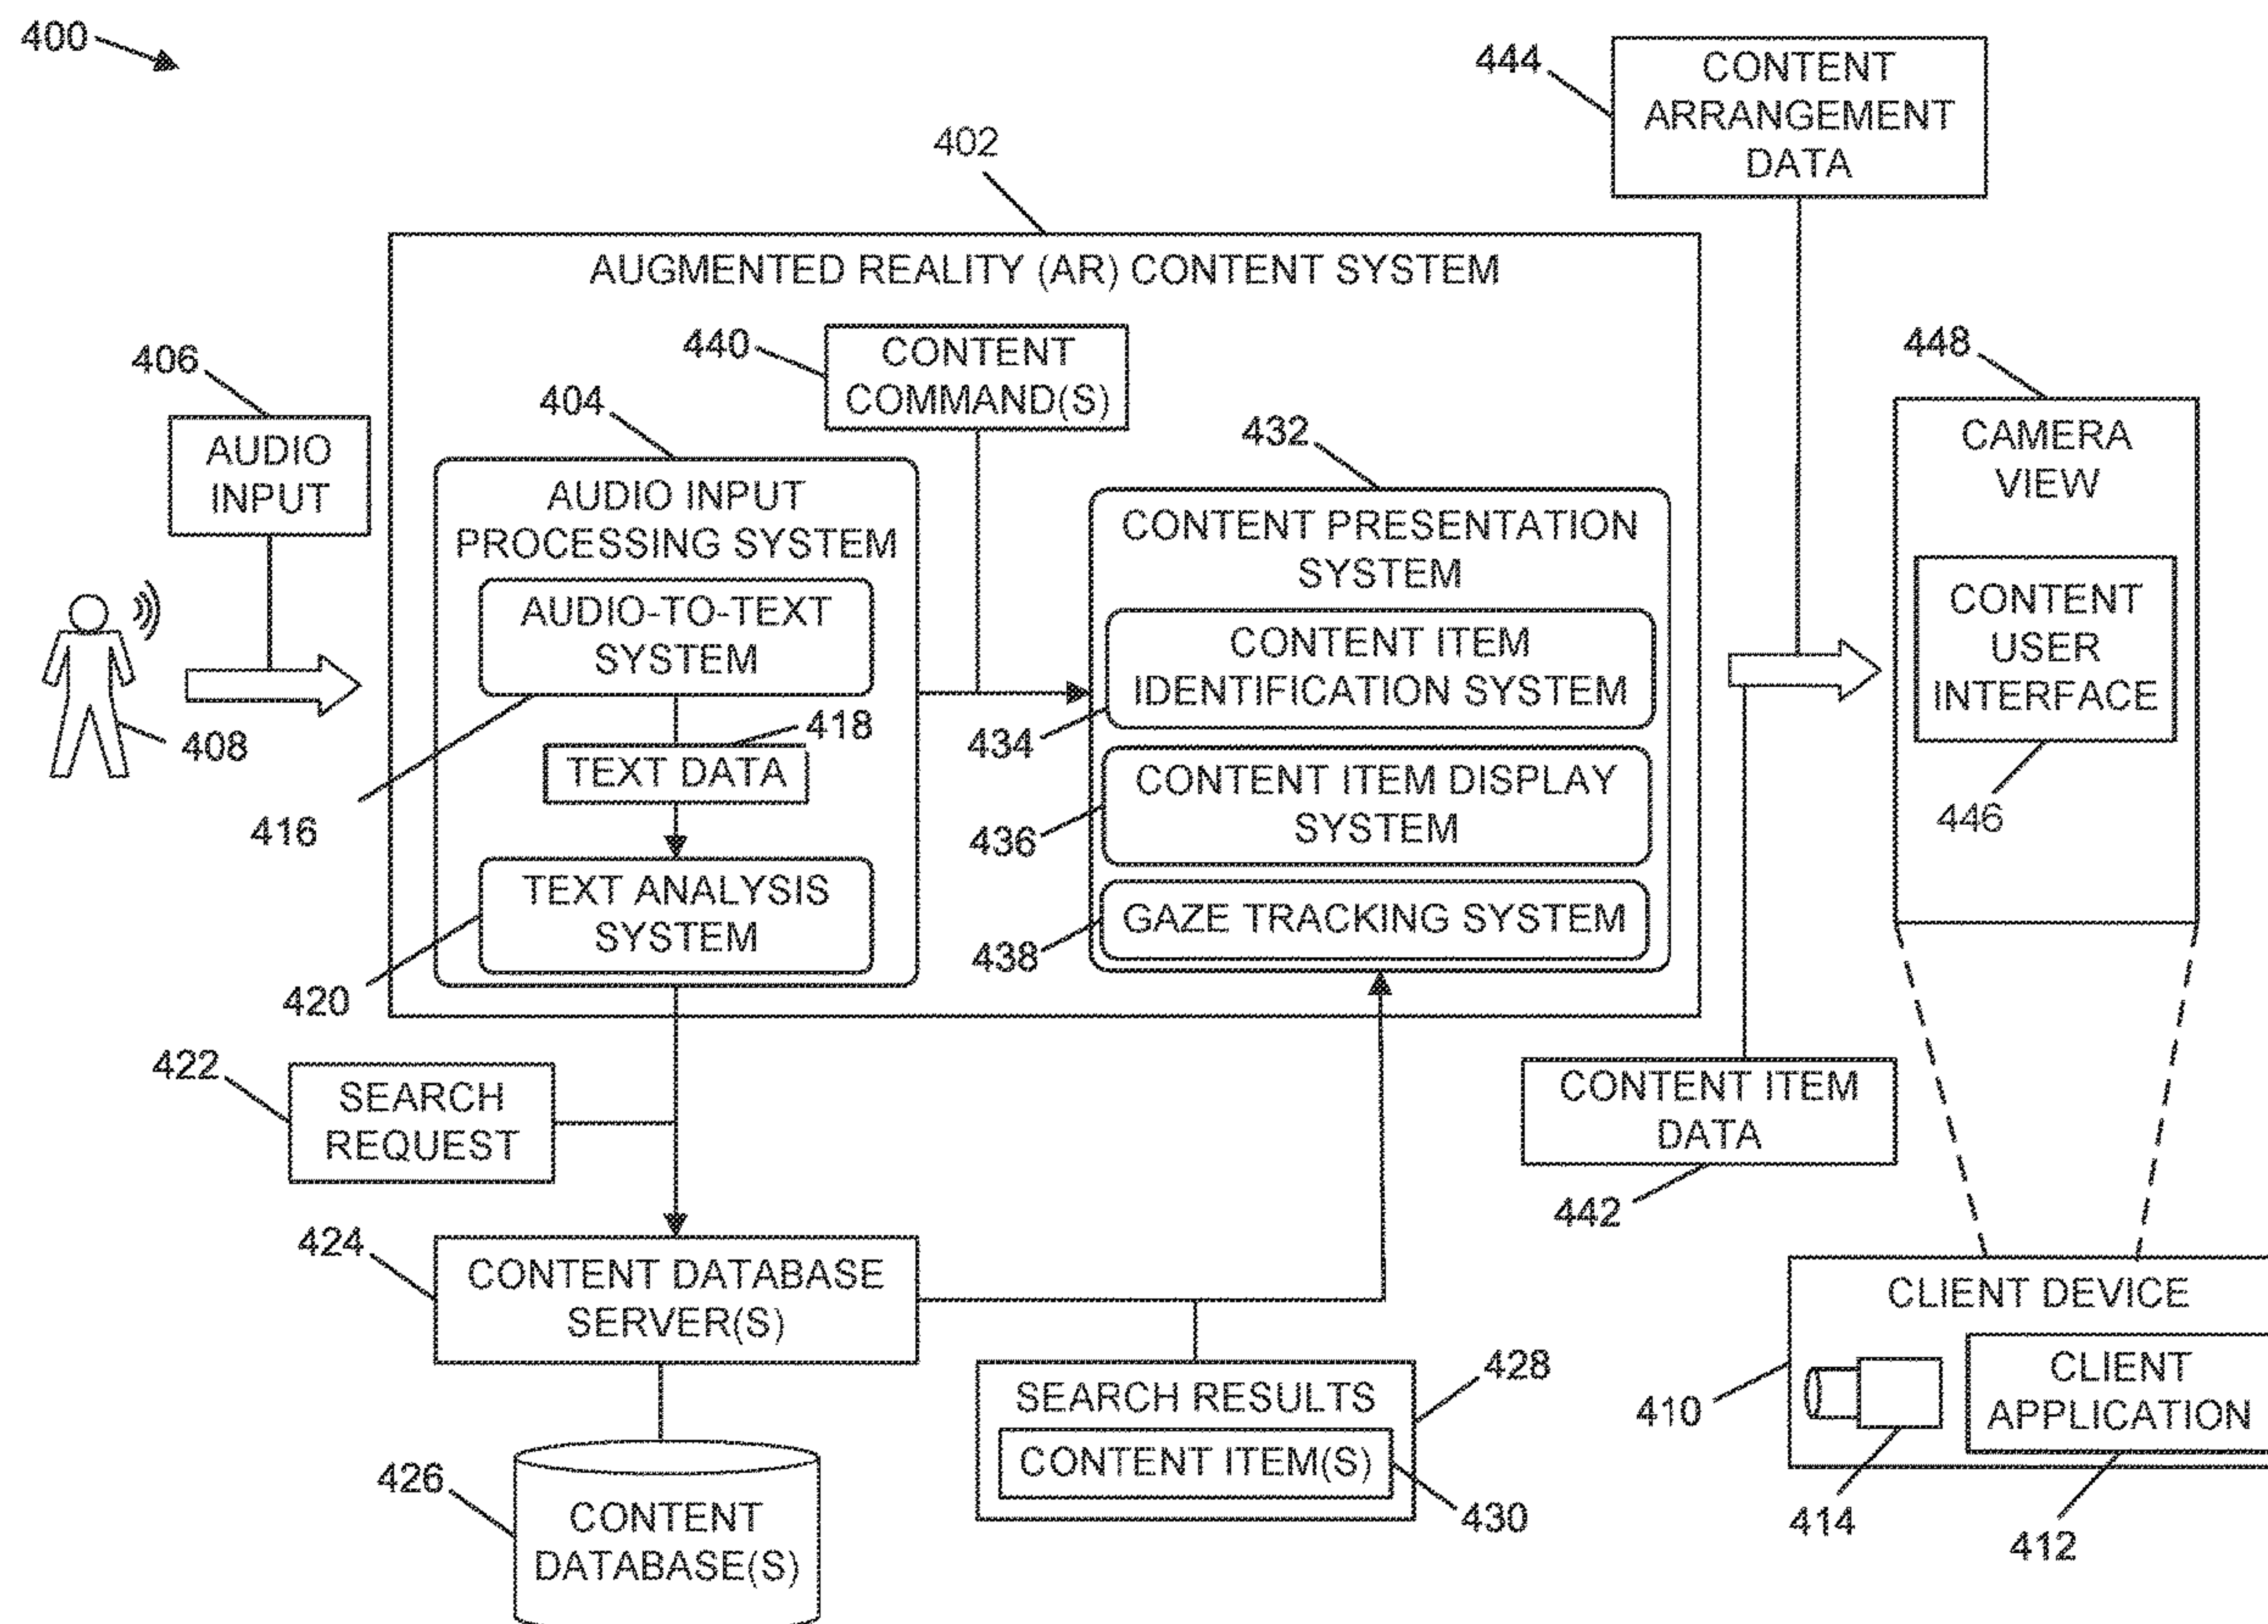 400
444
CONTENT
ARRANGEMENT
DATA
402
AUGMENTED REALITY (AR) CONTENT SYSTEM
406
AUDIO
INPUT
440
CONTENT
COMMAND(S)
448
CAMERA
VIEW
404
AUDIO INPUT
PROCESSING SYSTEM
432
CONTENT PRESENTATION
SYSTEM
AUDIO-TO-TEXT
SYSTEM
CONTENT ITEM
IDENTIFICATION SYSTEM
CONTENT
USER
INTERFACE
408
418
434
TEXT DATA
416
CONTENT ITEM DISPLAY
SYSTEM
436
446
TEXT ANALYSIS
SYSTEM
GAZE TRACKING SYSTEM
438
420
422
SEARCH
REQUEST
CONTENT ITEM
DATA
442
424
CONTENT DATABASE
SERVER(S)
CLIENT DEVICE
SEARCH RESULTS
428
410
CLIENT
APPLICATION
426
CONTENT ITEM(S)
430
414
412
CONTENT
DATABASE(S)